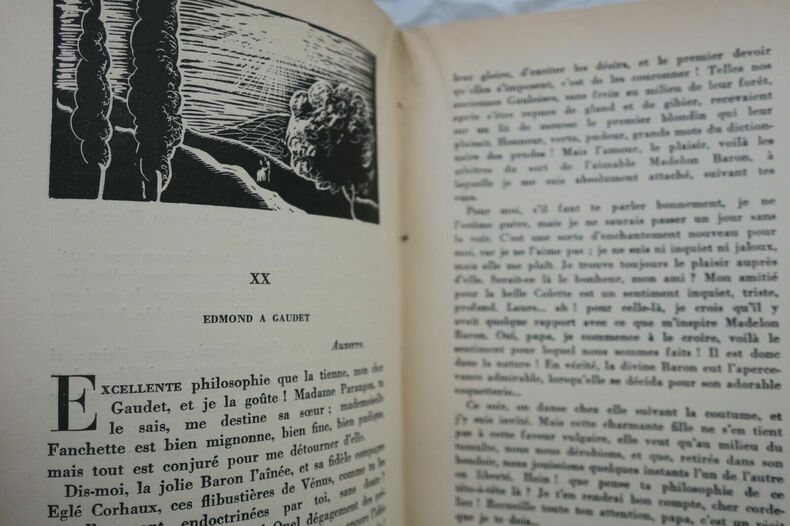 XX
EDMOND A GAUDET
Auxerre.
EXCELLENTE philosophie que la tienne, mon cher
Gaudet, et je la goûte ! Madame Parangon, tu
le sais, me destine sa sœur ; mademoiselle
Fanchette est bien mignonne, bien fine, bien pudique,
mais tout est conjuré pour me détourner d'elle.
Dis-moi, la jolie Baron l'aînée, et sa fidèle compagne
Eglé Corhaux, ces flibustières de Vénus, comme tu les
endoctrinées par toi, sans doute ?
Quel dégagement des
leur gloire, d'exciter les désirs, et le premier devoir
qu'elles s'imposent, c'est de les couronner ! Telles nos
anciennes Gauloises, sans frein au milieu de leur forêt,
après s'être repues de gland et de gibier, recevaient
sur un lit de mousse le premier blondin qui leur
plaisait. Honneur, vertu, pudeur, grands mots du diction-
naire des prudes ! Mais l'amour, le plaisir, voilà les
arbitres du sort de l'aimable Madelon Baron, à
laquelle je me suis absolument attaché, suivant tes
vues.
Pour moi, s'il faut te parler bonnement, je ne
l'estime guère, mais je ne saurais passer un jour sans
la voir. C'est une sorte d'enchantement nouveau pour
moi, car je ne l'aime pas ; je ne suis ni inquiet ni jaloux,
mais elle me plaît. Je trouve toujours le plaisir auprès
d'elle. Serait-ce là le bonheur, mon ami ? Mon amitié
pour la belle Colette est un sentiment inquiet, triste,
profond. Laure... ah ! pour celle-là, je crois qu'il y
avait quelque rapport avec ce que m'inspire Madelon
Baron. Oui, papa, je commence à le croire, voilà le
sentiment pour lequel nous sommes faits ! Il est donc
dans la nature ! En vérité, la divine Baron eut l'aperce-
vance admirable, lorsqu'elle se décida pour son adorable
coquetterie...
Ce soir, on danse chez elle suivant la coutume, et
j'y suis invité. Mais cette charmante fille ne s'en tient
pas à cette faveur vulgaire, elle veut qu'au milieu du
tumulte, nous nous dérobions, et que, retirés dans son
boudoir, nous jouissions quelques instants l'un de l'autre
en liberté. Hein ! que penses ta philosophie de ce
tête-à-tête là ? Je t'en rendrai bon compte, cher
Recueille toute ton attention, papa, c'est un
que je te dois...